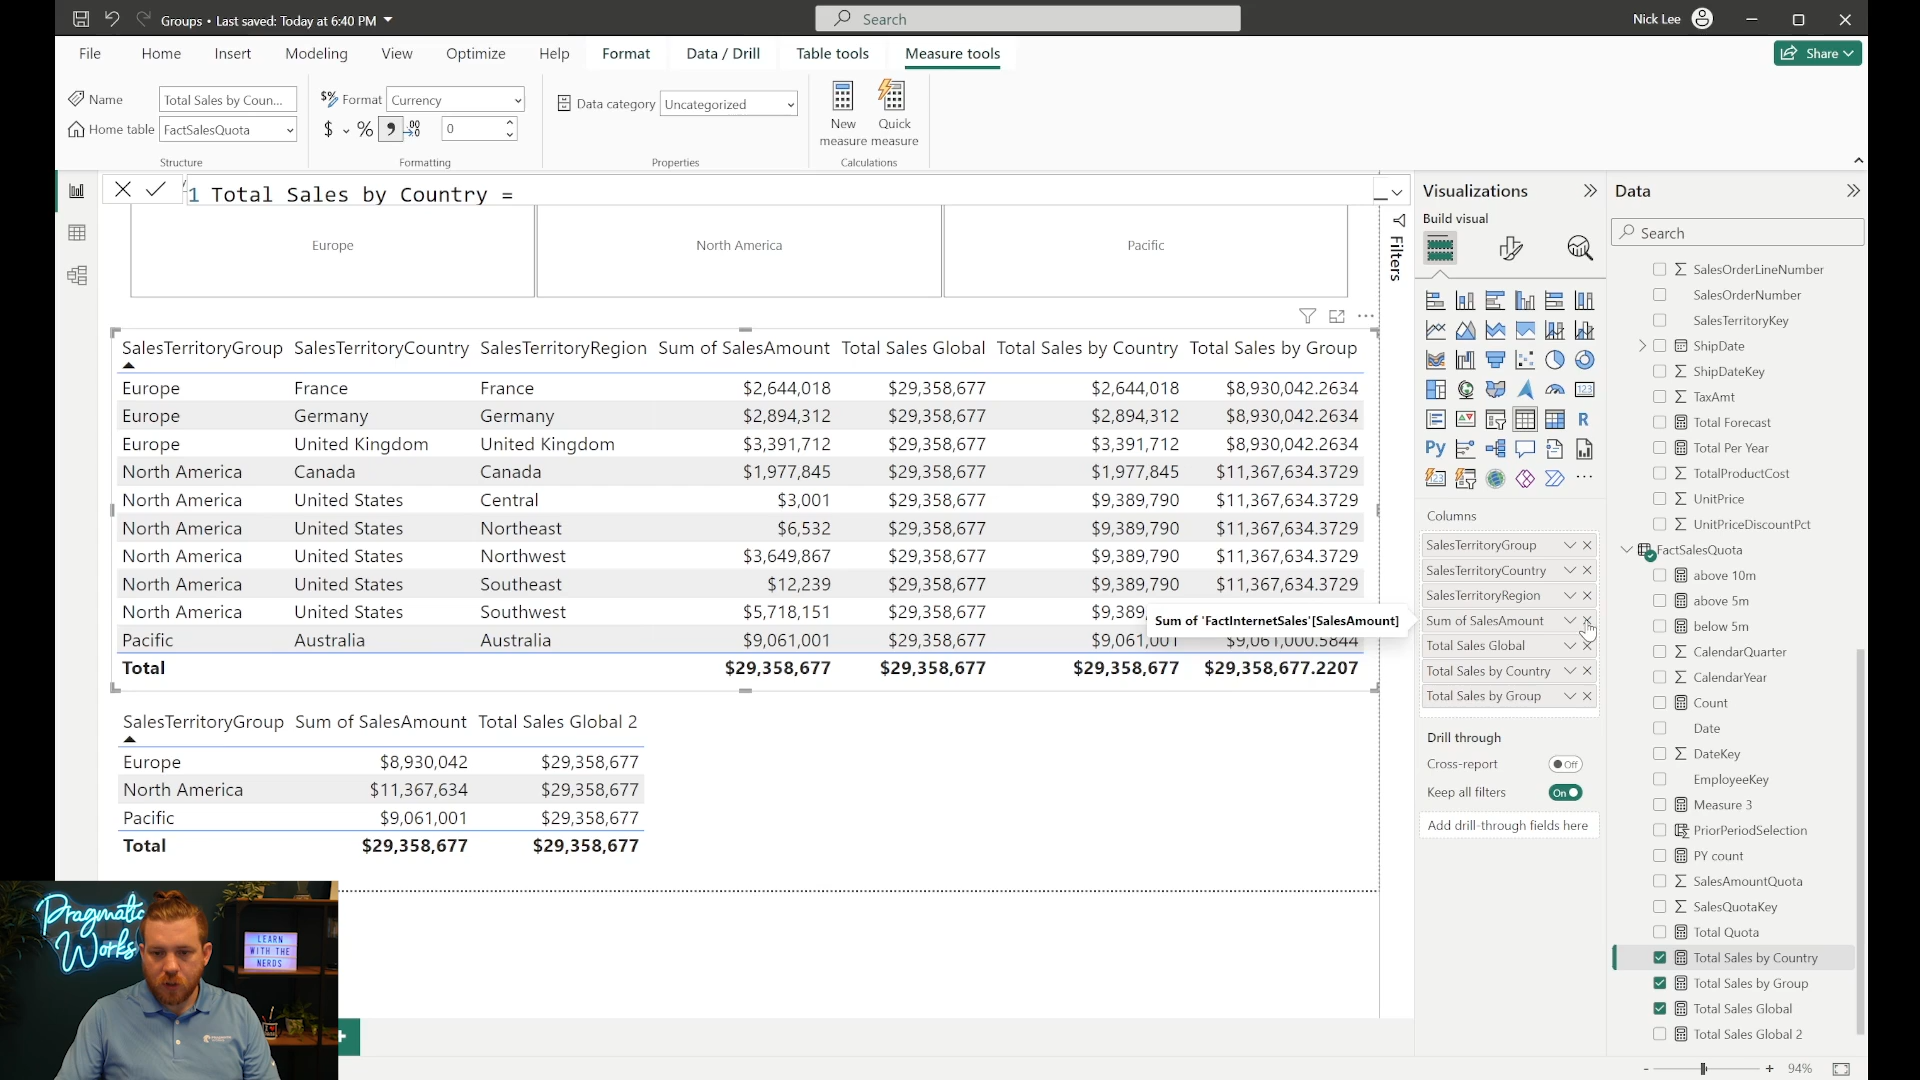 Groups • Last saved: Today at 6:40 PM
Search
Nick Lee
File Home Insert Modeling View Optimize Help Format Data / Drill Table tools Measure tools
Share
Name Total Sales by Coun...
Home table FactSalesQuota
Structure
Format Currency
$ % 0
Formatting
Data category Uncategorized
Properties
New measure
Quick measure
Calculations
1 Total Sales by Country =
Europe
North America
Pacific
Filters
SalesTerritoryGroup SalesTerritoryCountry SalesTerritoryRegion Sum of SalesAmount Total Sales Global Total Sales by Country Total Sales by Group
Europe France France $2,644,018 $29,358,677 $2,644,018 $8,930,042.2634
Europe Germany Germany $2,894,312 $29,358,677 $2,894,312 $8,930,042.2634
Europe United Kingdom United Kingdom $3,391,712 $29,358,677 $3,391,712 $8,930,042.2634
North America Canada Canada $1,977,845 $29,358,677 $1,977,845 $11,367,634.3729
North America United States Central $3,001 $29,358,677 $9,389,790 $11,367,634.3729
North America United States Northeast $6,532 $29,358,677 $9,389,790 $11,367,634.3729
North America United States Northwest $3,649,867 $29,358,677 $9,389,790 $11,367,634.3729
North America United States Southeast $12,239 $29,358,677 $9,389,790 $11,367,634.3729
North America United States Southwest $5,718,151 $29,358,677 $9,389,
Pacific Australia Australia $9,061,001 $29,358,677 $9,061,001 $9,061,000.5844
Total $29,358,677 $29,358,677 $29,358,677 $29,358,677.2207
Sum of 'FactInternetSales'[SalesAmount]
SalesTerritoryGroup Sum of SalesAmount Total Sales Global 2
Europe $8,930,042 $29,358,677
North America $11,367,634 $29,358,677
Pacific $9,061,001 $29,358,677
Total $29,358,677 $29,358,677
Visualizations
Build visual
123
R
Py
Columns
SalesTerritoryGroup
SalesTerritoryCountry
SalesTerritoryRegion
Sum of SalesAmount
Total Sales Global
Total Sales by Country
Total Sales by Group
Drill through
Cross-report Off
Keep all filters On
Add drill-through fields here
Data
Search
SalesOrderLineNumber
SalesOrderNumber
SalesTerritoryKey
ShipDate
ShipDateKey
TaxAmt
Total Forecast
Total Per Year
TotalProductCost
UnitPrice
UnitPriceDiscountPct
FactSalesQuota
above 10m
above 5m
below 5m
CalendarQuarter
CalendarYear
Count
Date
DateKey
EmployeeKey
Measure 3
PriorPeriodSelection
PY count
SalesAmountQuota
SalesQuotaKey
Total Quota
Total Sales by Country
Total Sales by Group
Total Sales Global
Total Sales Global 2
- + 94%
Pragmatic
Works
LEARN
WITH THE
NERDS